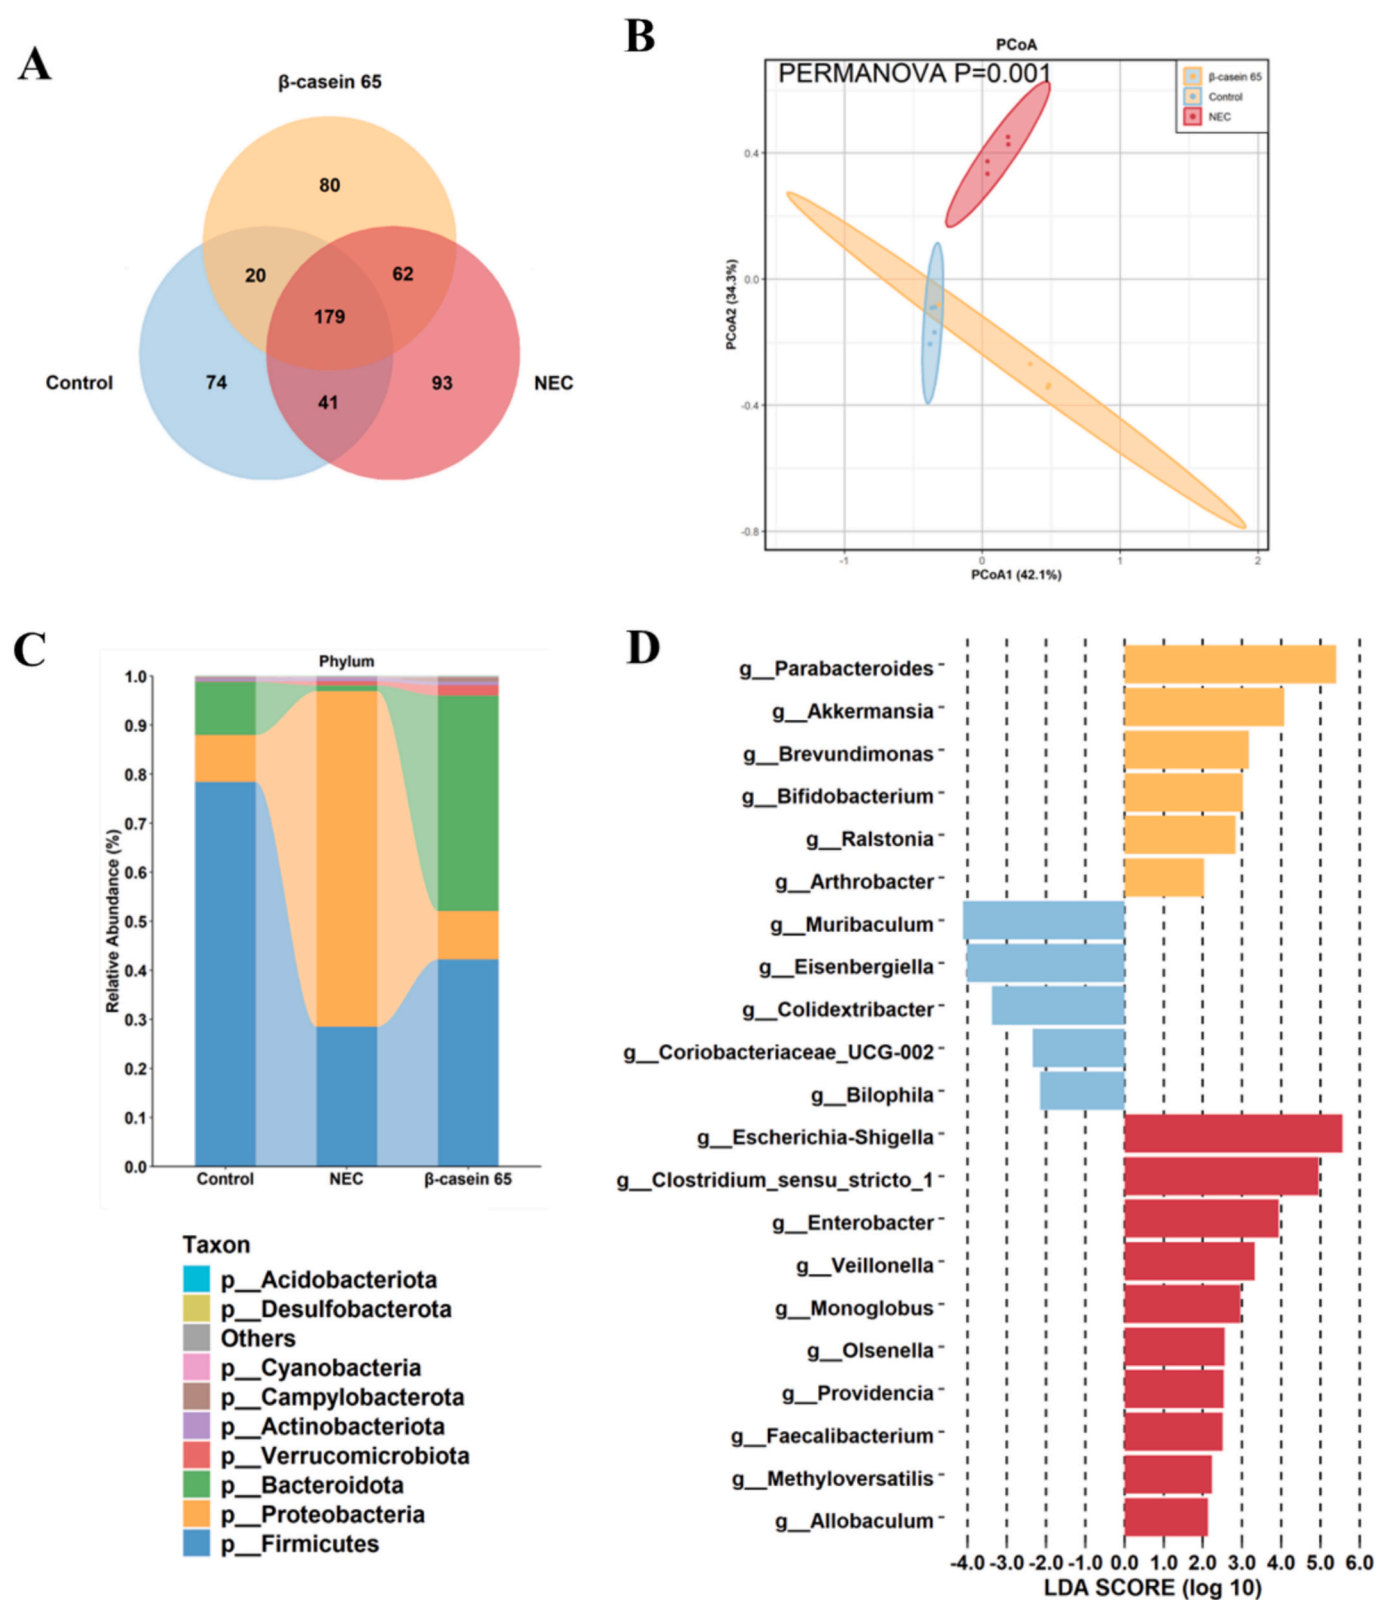 A
β-casein 65
80
20
62
179
Control
74
93
NEC
41
B
PCoA
PERMANOVA P=0.001
β-casein 65
Control
NEC
0.4
0.0
-0.4
-0.8
PCoA2 (34.3%)
-1
0
1
2
PCoA1 (42.1%)
C
Phylum
1.0
0.9
0.8
0.7
0.6
0.5
0.4
0.3
0.2
0.1
0.0
Relative Abundance (%)
Control
NEC
β-casein 65
Taxon
p__Acidobacteriota
p__Desulfobacterota
Others
p__Cyanobacteria
p__Campylobacterota
p__Actinobacteriota
p__Verrucomicrobiota
p__Bacteroidota
p__Proteobacteria
p__Firmicutes
D
g__Parabacteroides
g__Akkermansia
g__Brevundimonas
g__Bifidobacterium
g__Ralstonia
g__Arthrobacter
g__Muribaculum
g__Eisenbergiella
g__Colidextribacter
g__Coriobacteriaceae_UCG-002
g__Bilophila
g__Escherichia-Shigella
g__Clostridium_sensu_stricto_1
g__Enterobacter
g__Veillonella
g__Monoglobus
g__Olsenella
g__Providencia
g__Faecalibacterium
g__Methyloversatilis
g__Allobaculum
-4.0 -3.0 -2.0 -1.0 0.0 1.0 2.0 3.0 4.0 5.0 6.0
LDA SCORE (log 10)